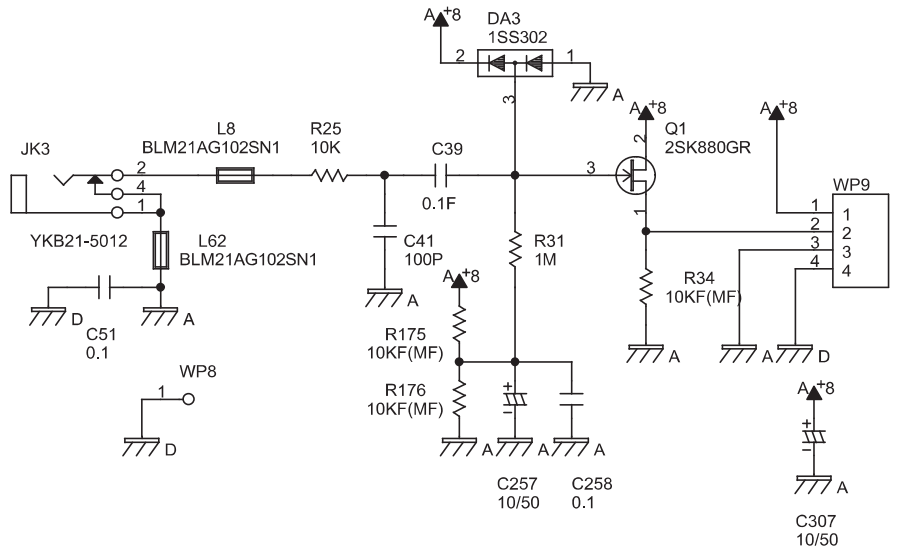 A +8
DA3
1SS302
2
1
3
A
A +8
Q1
2SK880GR
2
3
1
A +8
JK3
L8
BLM21AG102SN1
R25
10K
C39
0.1F
2
4
1
YKB21-5012
L62
BLM21AG102SN1
C41
100P
A
R31
1M
WP9
1 1
2 2
3 3
4 4
R34
10KF(MF)
A
A
D
D
C51
0.1
A
A +8
R175
10KF(MF)
R176
10KF(MF)
WP8
1
D
A
+
-
A
A
C257
10/50
C258
0.1
A +8
+
-
A
C307
10/50